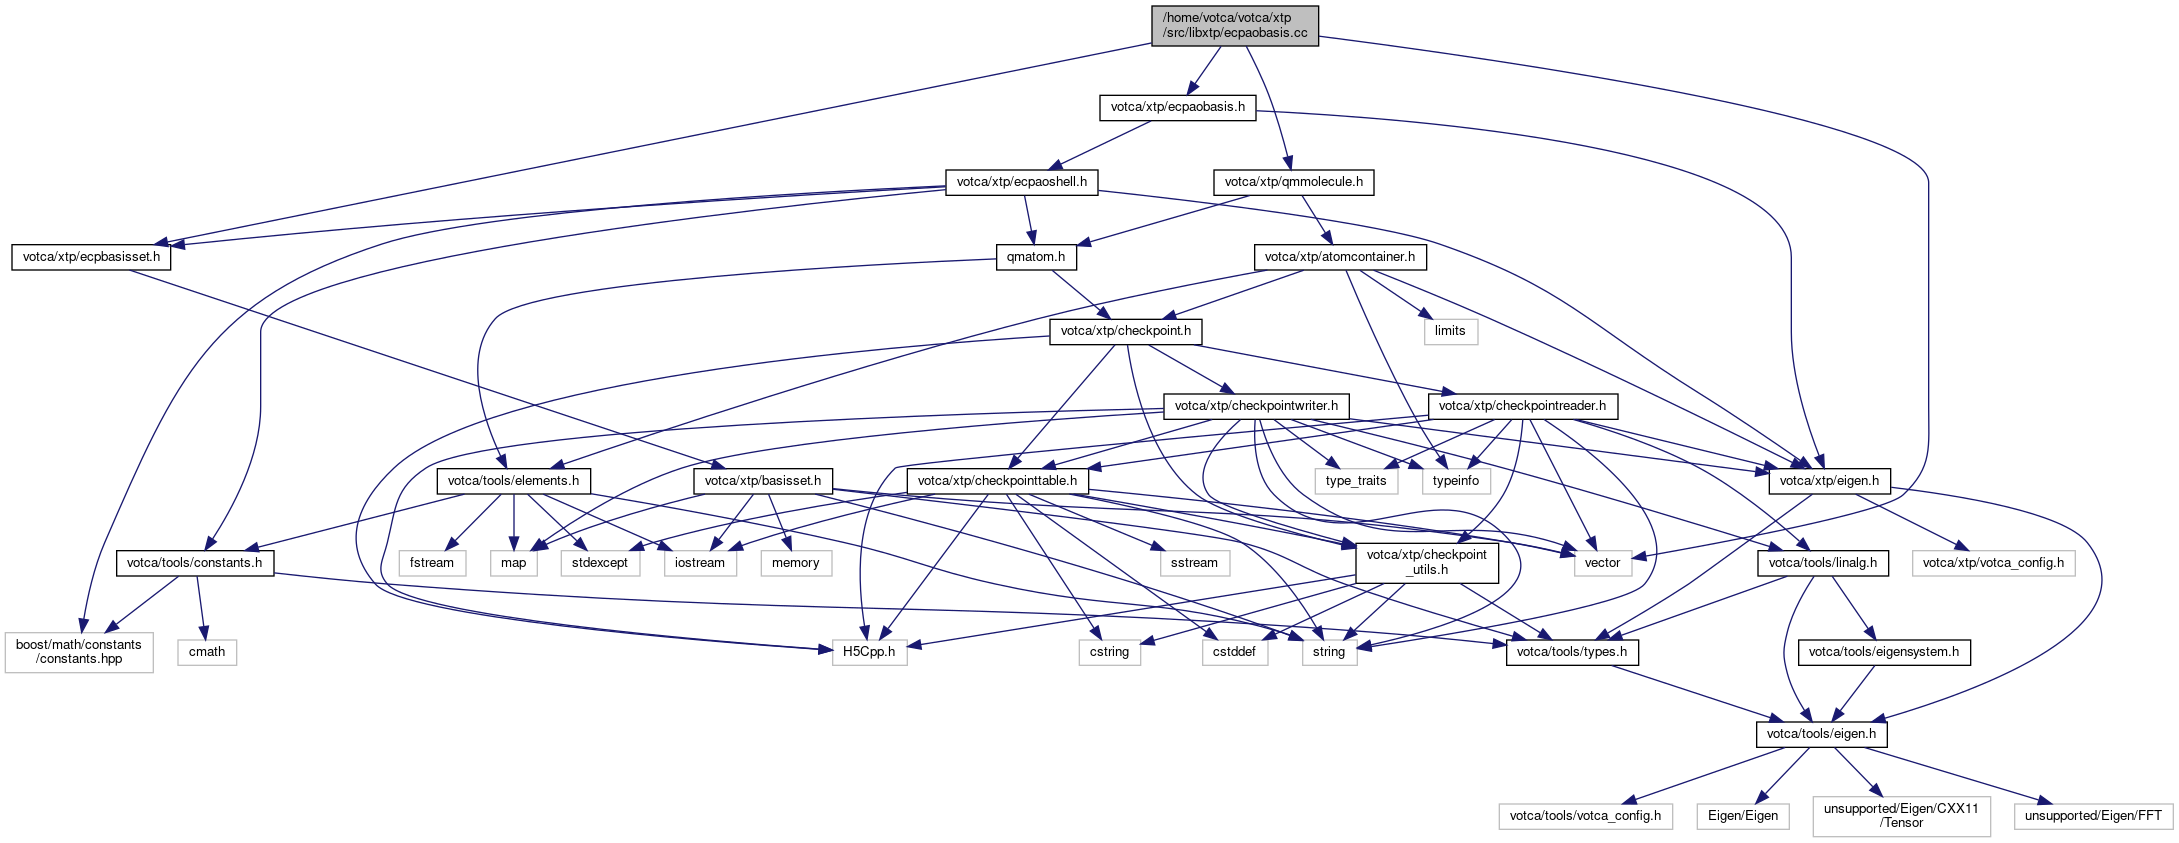 /home/votca/votca/xtp
/src/libxtp/ecpaobasis.cc
votca/xtp/ecpaobasis.h
votca/xtp/ecpaoshell.h
votca/xtp/qmmolecule.h
votca/xtp/ecpbasisset.h
qmatom.h
votca/xtp/atomcontainer.h
votca/xtp/checkpoint.h
limits
votca/xtp/checkpointwriter.h
votca/xtp/checkpointreader.h
votca/tools/elements.h
votca/xtp/basisset.h
votca/xtp/checkpointtable.h
type_traits
typeinfo
votca/xtp/eigen.h
votca/tools/constants.h
fstream
map
stdexcept
iostream
memory
sstream
votca/xtp/checkpoint
_utils.h
vector
votca/tools/linalg.h
votca/xtp/votca_config.h
boost/math/constants
/constants.hpp
cmath
H5Cpp.h
cstring
cstddef
string
votca/tools/types.h
votca/tools/eigensystem.h
votca/tools/eigen.h
votca/tools/votca_config.h
Eigen/Eigen
unsupported/Eigen/CXX11
/Tensor
unsupported/Eigen/FFT